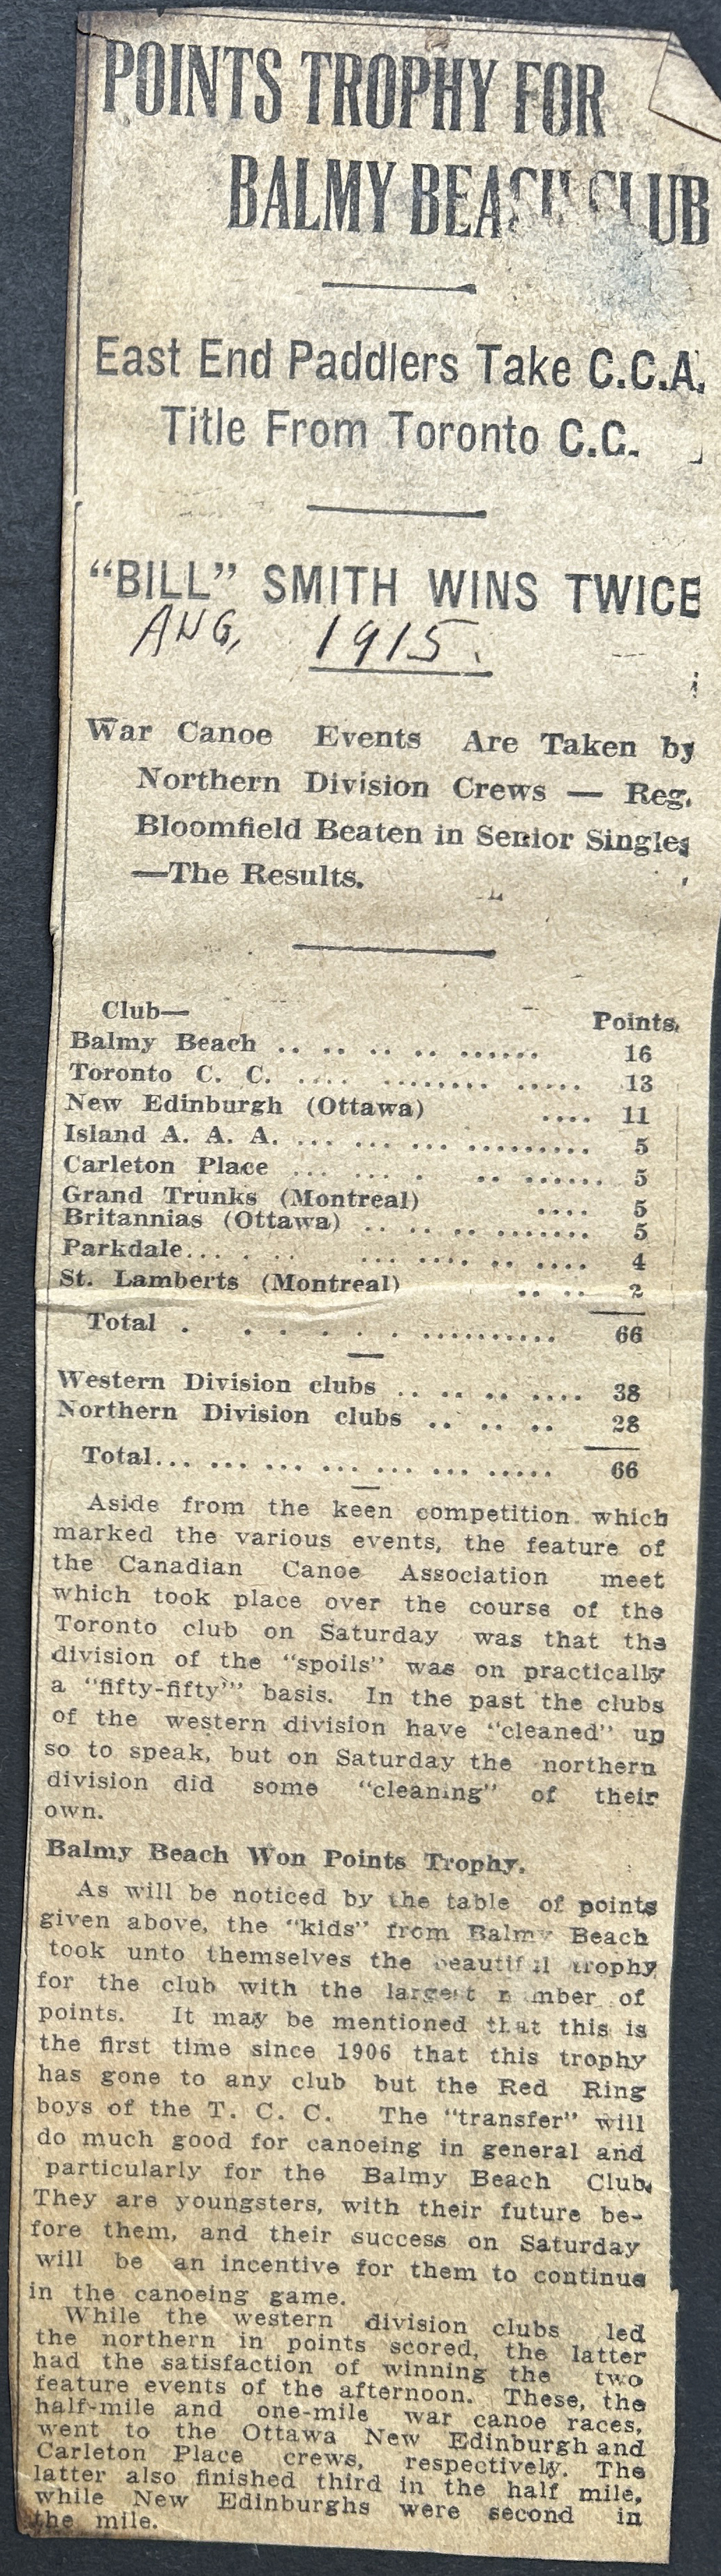 POINTS TROPHY FOR
BALMY BEACH CLUB
East End Paddlers Take C.C.A.
Title From Toronto C.C.
"BILL" SMITH WINS TWICE
AUG, 1915.
War Canoe Events Are Taken by
Northern Division Crews — Reg.
Bloomfield Beaten in Senior Singles
—The Results.
Club— Points.
Balmy Beach .. .. .. .. ...... 16
Toronto C. C. .... ........ ..... 13
New Edinburgh (Ottawa) .... 11
Island A. A. A. ... ... ... ......... 5
Carleton Place ... ... . .. ...... 5
Grand Trunks (Montreal) .... 5
Britannias (Ottawa) .. .. .. ....... 5
Parkdale... . .. ... .... .. .... 4
St. Lamberts (Montreal) .. .. 2
Total . . . . . . .......... 66
Western Division clubs .. .. .. .... 38
Northern Division clubs .. .. .. 28
Total... ... ... ... ... ... ..... 66
Aside from the keen competition which
marked the various events, the feature of
the Canadian Canoe Association meet
which took place over the course of the
Toronto club on Saturday was that the
division of the "spoils" was on practically
a "fifty-fifty'" basis. In the past the clubs
of the western division have "cleaned" up
so to speak, but on Saturday the northern
division did some "cleaning" of their
own.
Balmy Beach Won Points Trophy.
As will be noticed by the table of points
given above, the "kids" from Balmy Beach
took unto themselves the beautiful trophy
for the club with the largest number of
points. It may be mentioned that this is
the first time since 1906 that this trophy
has gone to any club but the Red Ring
boys of the T. C. C. The "transfer" will
do much good for canoeing in general and
particularly for the Balmy Beach Club.
They are youngsters, with their future be-
fore them, and their success on Saturday
will be an incentive for them to continue
in the canoeing game.
While the western division clubs led
the northern in points scored, the latter
had the satisfaction of winning the two
feature events of the afternoon. These, the
half-mile and one-mile war canoe races,
went to the Ottawa New Edinburgh and
Carleton Place crews, respectively. The
latter also finished third in the half mile,
while New Edinburghs were second in
the mile.